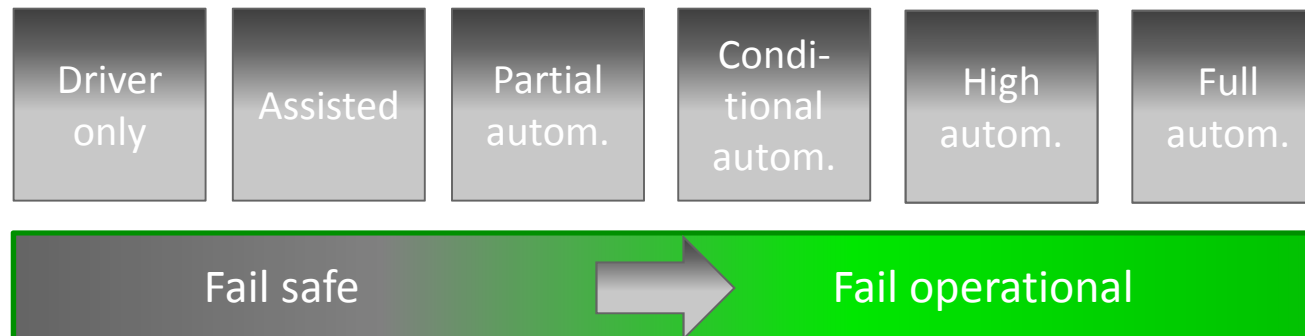 Driver
only
Assisted
Partial
autom.
Condi-
tional
autom.
High
autom.
Full
autom.
Fail safe
Fail operational